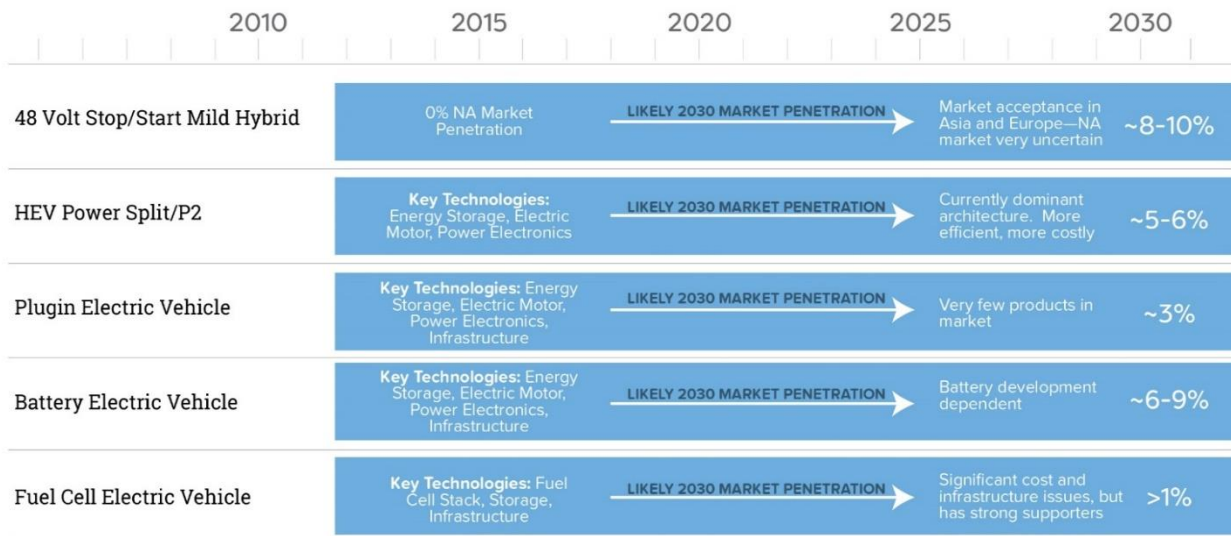 2010 2015 2020 2025 2030
48 Volt Stop/Start Mild Hybrid
0% NA Market
Penetration
LIKELY 2030 MARKET PENETRATION
Market acceptance in
Asia and Europe—NA
market very uncertain
~8-10%
HEV Power Split/P2
Key Technologies:
Energy Storage, Electric
Motor, Power Electronics
LIKELY 2030 MARKET PENETRATION
Currently dominant
architecture. More
efficient, more costly
~5-6%
Plugin Electric Vehicle
Key Technologies: Energy
Storage, Electric Motor,
Power Electronics,
Infrastructure
LIKELY 2030 MARKET PENETRATION
Very few products in
market
~3%
Battery Electric Vehicle
Key Technologies: Energy
Storage, Electric Motor,
Power Electronics,
Infrastructure
LIKELY 2030 MARKET PENETRATION
Battery development
dependent
~6-9%
Fuel Cell Electric Vehicle
Key Technologies: Fuel
Cell Stack, Storage,
Infrastructure
LIKELY 2030 MARKET PENETRATION
Significant cost and
infrastructure issues, but
has strong supporters
>1%